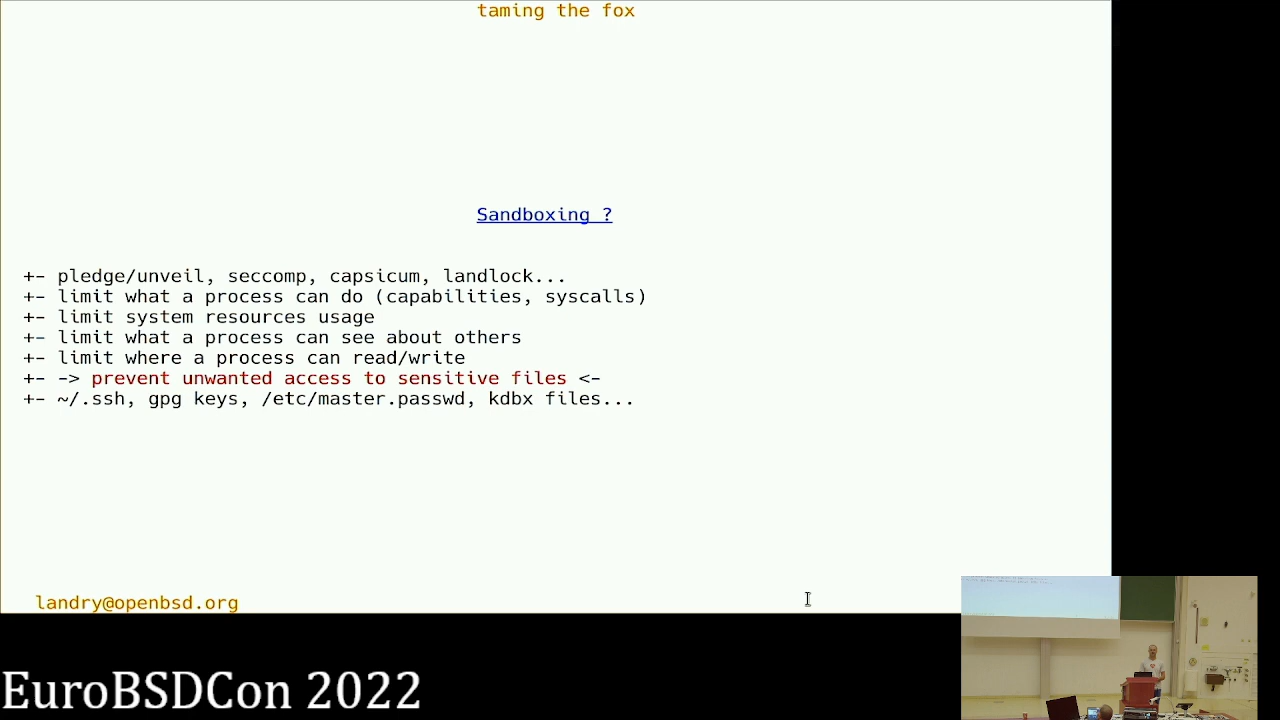 taming the fox
Sandboxing ?
+- pledge/unveil, seccomp, capsicum, landlock...
+- limit what a process can do (capabilities, syscalls)
+- limit system resources usage
+- limit what a process can see about others
+- limit where a process can read/write
+- -> prevent unwanted access to sensitive files <-
+- ~/.ssh, gpg keys, /etc/master.passwd, kdbx files...
landry@openbsd.org
EuroBSDCon 2022